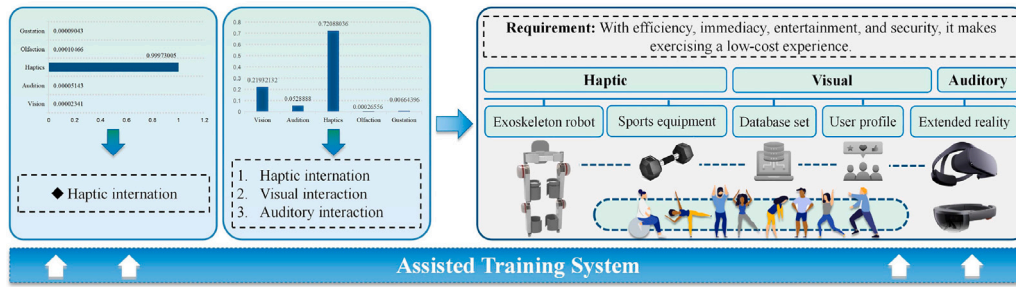 Gustation 0.00009043
Olfaction 0.00010466
Haptics 0.99973005
Audition 0.00005143
Vision 0.00002341
0 0.2 0.4 0.6 0.8 1 1.2
◆ Haptic internation
0.8
0.7
0.6
0.5
0.4
0.3
0.2
0.1
0
0.21932132
0.0528888
0.72088036
0.00026556
0.00664396
Vision Audition Haptics Olfaction Gustation
1. Haptic internation
2. Visual interaction
3. Auditory interaction
Requirement: With efficiency, immediacy, entertainment, and security, it makes
exercising a low-cost experience.
Haptic Visual Auditory
Exoskeleton robot Sports equipment Database set User profile Extended reality
Assisted Training System